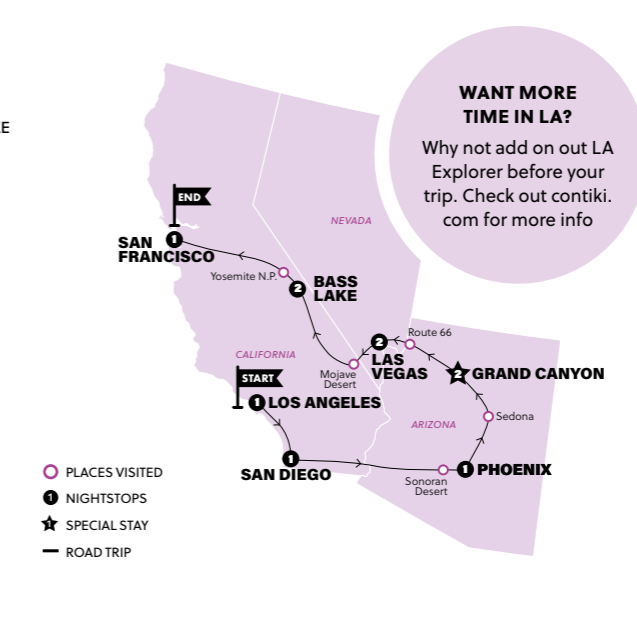 WANT MORE
TIME IN LA?
Why not add on out LA
Explorer before your
trip. Check out contiki.
com for more info
E
END
1
SAN
FRANCISCO
NEVADA
Yosemite N.P.
2
BASS
LAKE
Route 66
2
LAS
VEGAS
CALIFORNIA
Mojave
Desert
2
GRAND CANYON
START
1
LOS ANGELES
Sedona
ARIZONA
1
SAN DIEGO
1
PHOENIX
Sonoran
Desert
PLACES VISITED
1
NIGHTSTOPS
1
SPECIAL STAY
ROAD TRIP